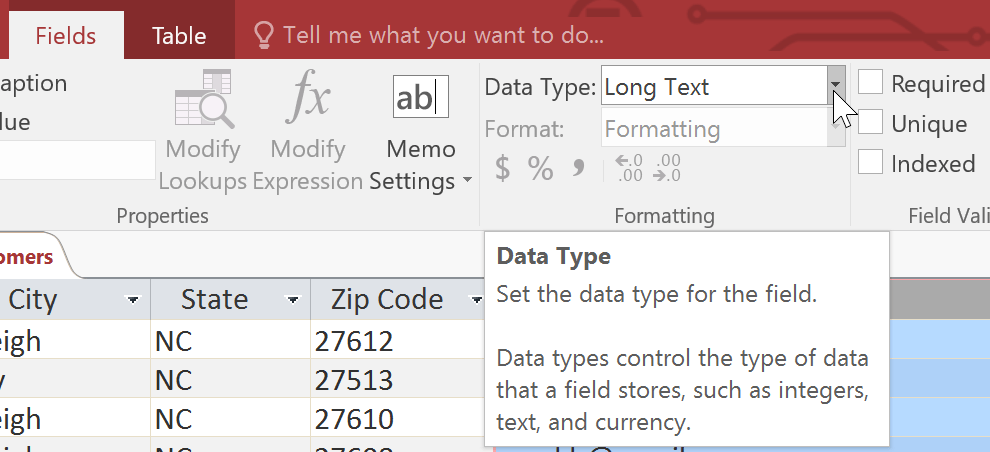 Fields Table Tell me what you want to do...
aption
lue
Modify Lookups
Modify Expression
ab
Memo Settings
Properties
Data Type: Long Text
Format: Formatting
$ % , ←.0 .00 .00 →.0
Formatting
Required
Unique
Indexed
Field Vali
omers
City State Zip Code
eigh NC 27612
y NC 27513
eigh NC 27610
NC
Data Type
Set the data type for the field.
Data types control the type of data
that a field stores, such as integers,
text, and currency.